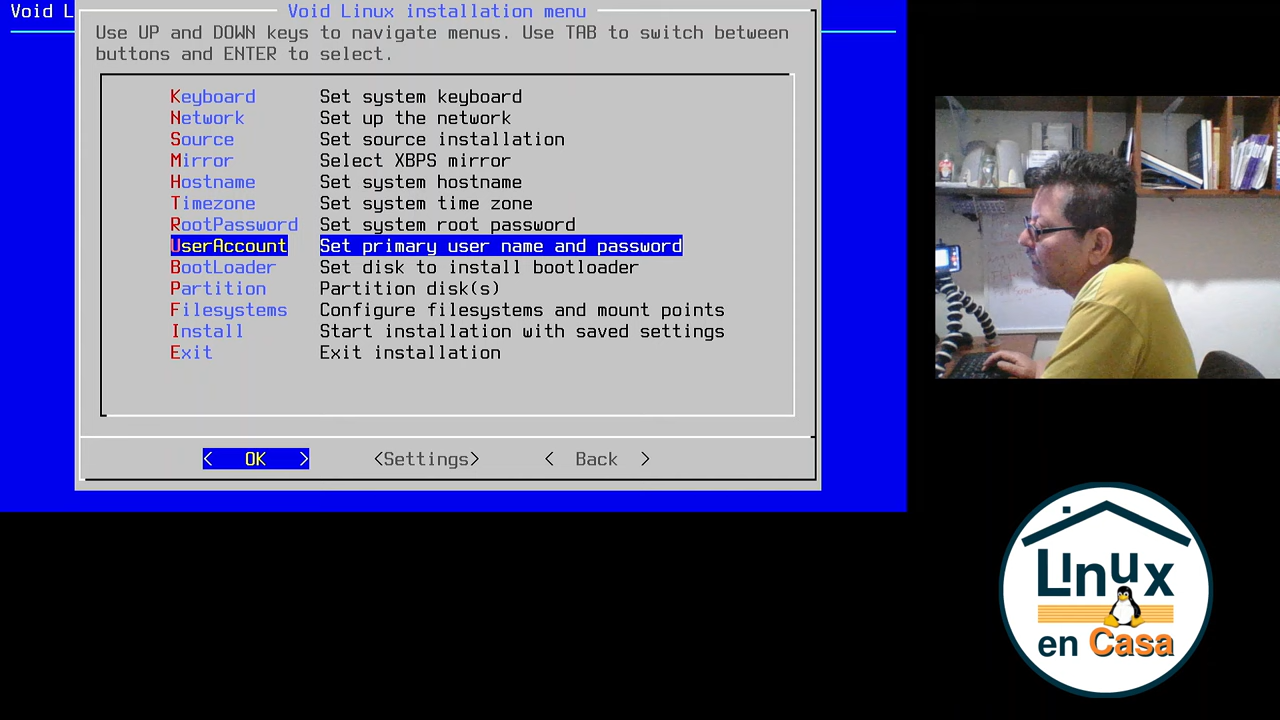 Void L
Void Linux installation menu
Use UP and DOWN keys to navigate menus. Use TAB to switch between
buttons and ENTER to select.
Keyboard Set system keyboard
Network Set up the network
Source Set source installation
Mirror Select XBPS mirror
Hostname Set system hostname
Timezone Set system time zone
RootPassword Set system root password
UserAccount Set primary user name and password
BootLoader Set disk to install bootloader
Partition Partition disk(s)
Filesystems Configure filesystems and mount points
Install Start installation with saved settings
Exit Exit installation
< OK > <Settings> < Back >
Linux
en Casa